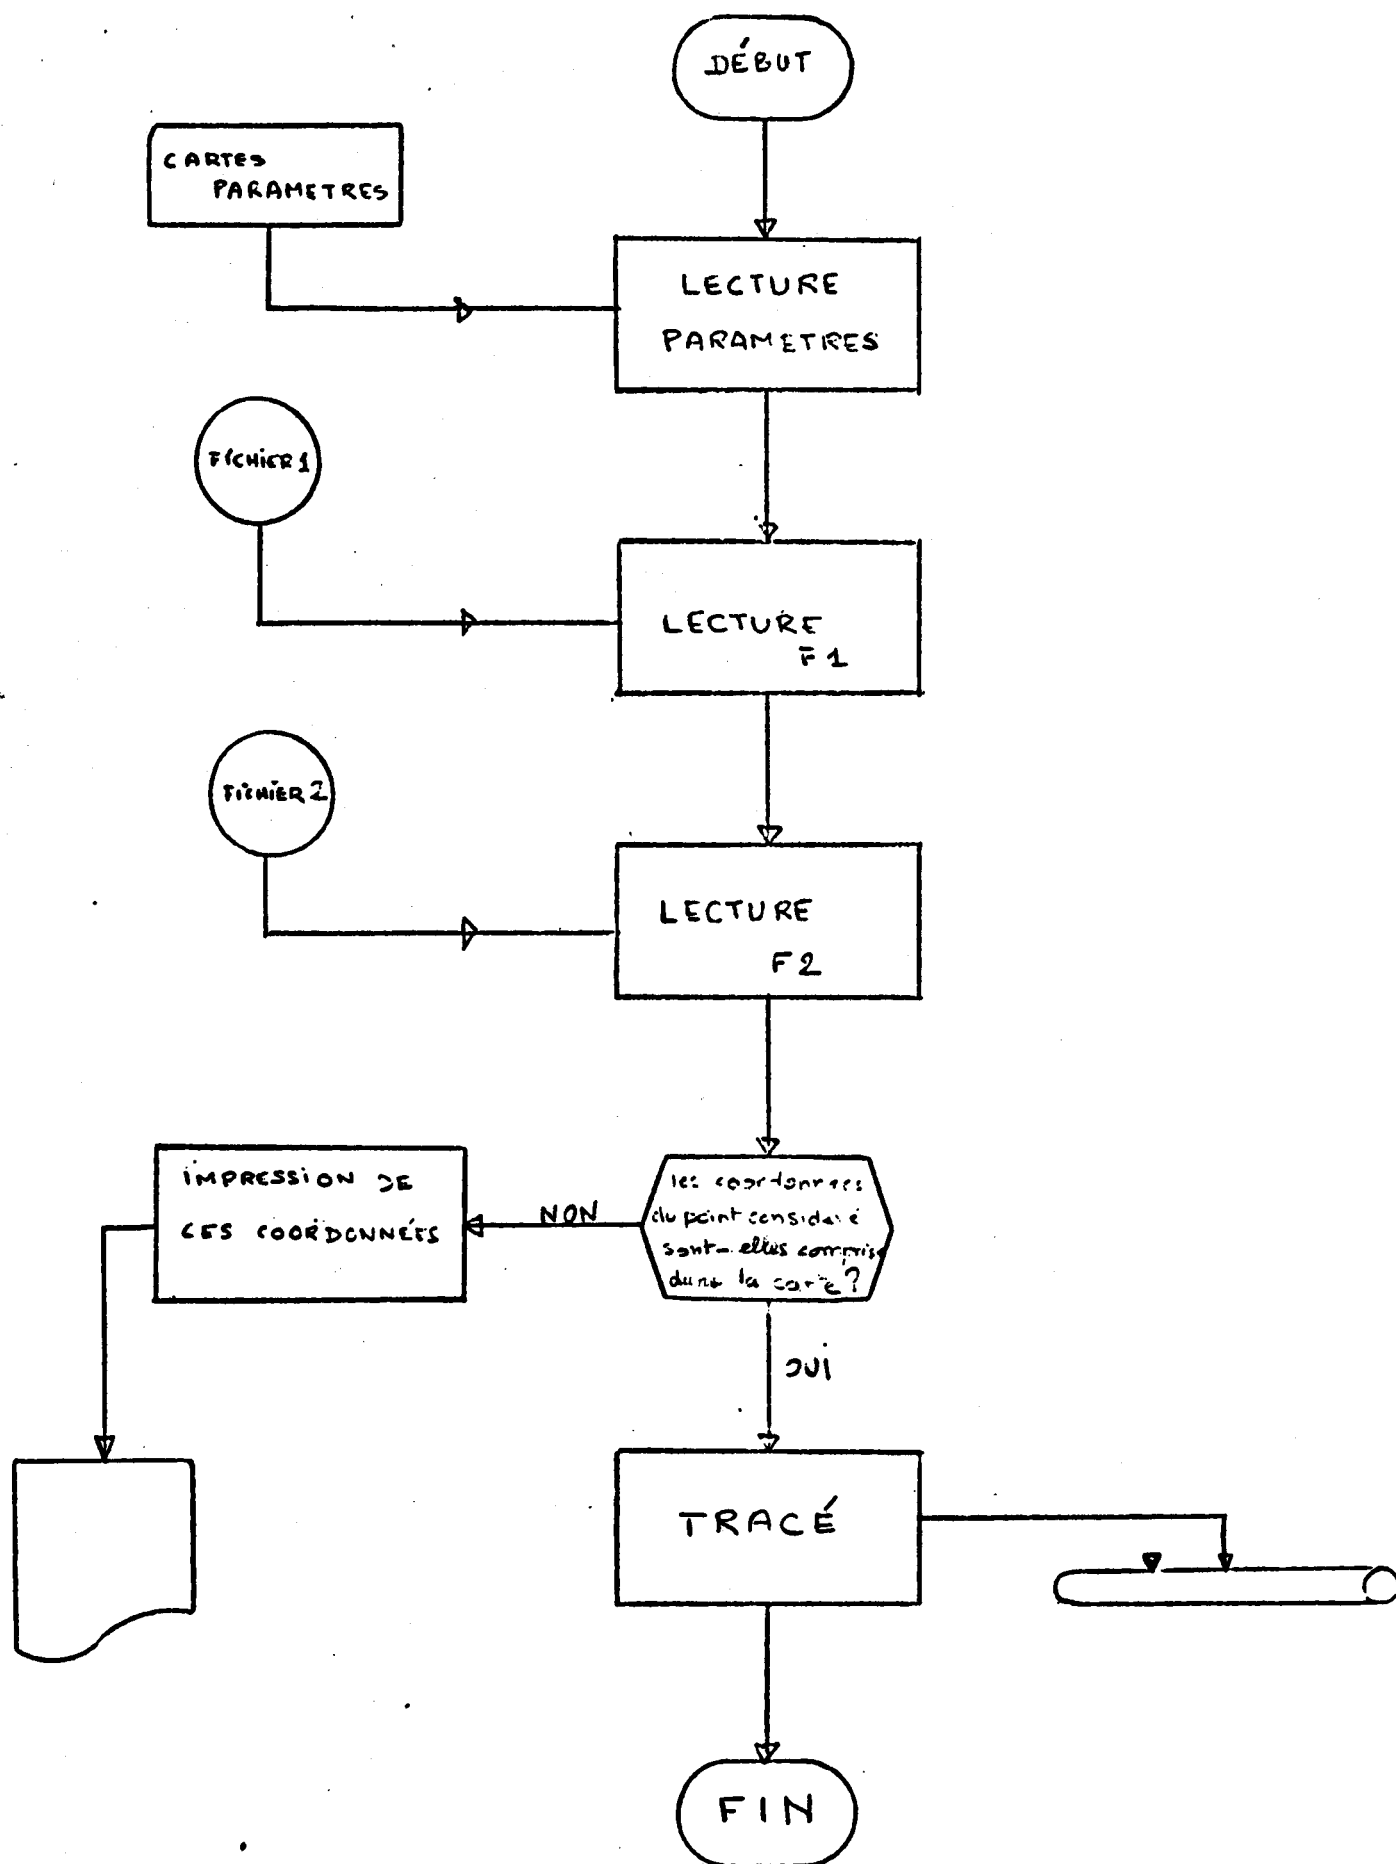 DÉBUT
CARTES
PARAMETRES
LECTURE
PARAMETRES
FICHIER 1
LECTURE
F1
FICHIER 2
LECTURE
F2
les coordonnées
du point considéré
sont-elles comprise
dans la carte?
NON
IMPRESSION DE
CES COORDONNÉES
OUI
TRACÉ
FIN